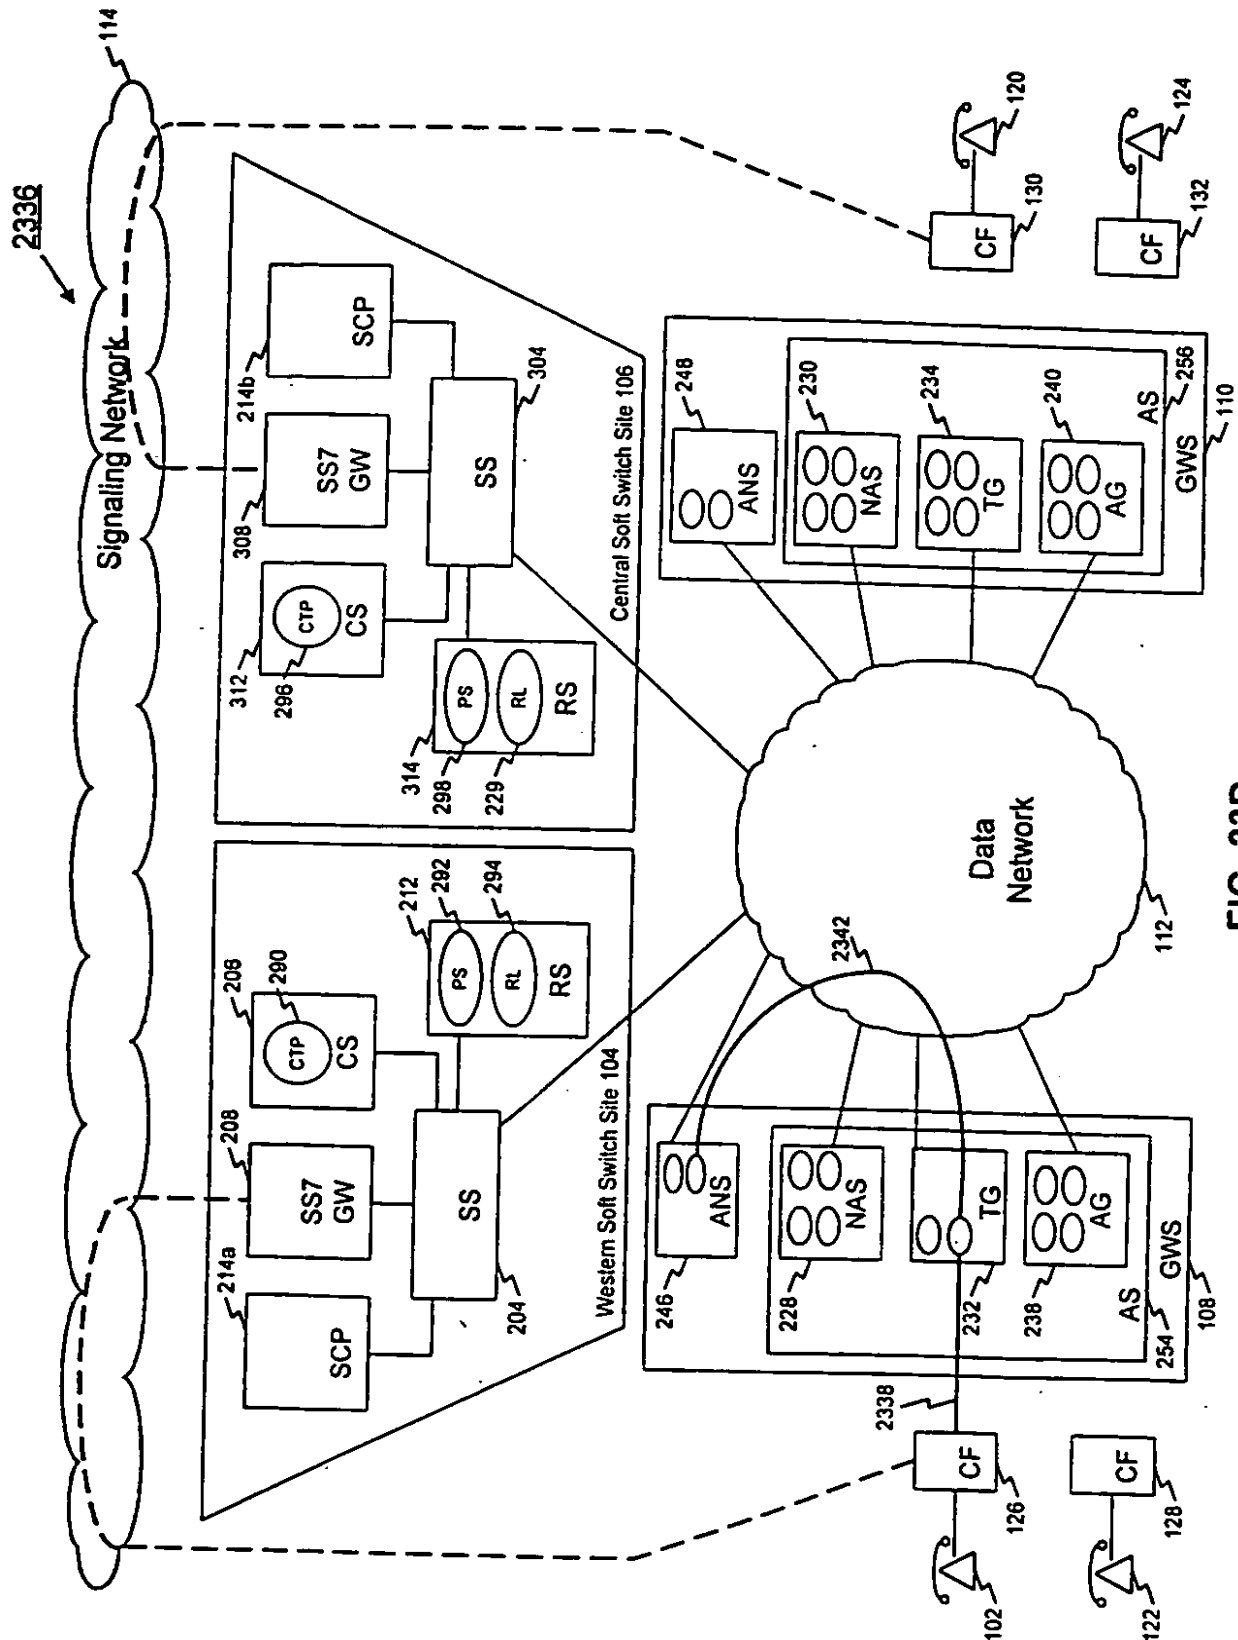 2336
114
Signaling Network
214a
SCP
208
SS7
GW
206
290
CTP
CS
212
292
294
PS
RL
RS
SS
204
Western Soft Switch Site 104
312
296
CTP
CS
308
SS7
GW
214b
SCP
314
298
229
PS
RL
RS
SS
304
Central Soft Switch Site 106
246
ANS
228
NAS
232
TG
238
AG
AS
254
GWS
108
2342
Data
Network
112
248
ANS
230
NAS
234
TG
240
AG
AS
256
GWS
110
2338
102
CF
126
122
CF
128
CF
130
120
CF
132
124